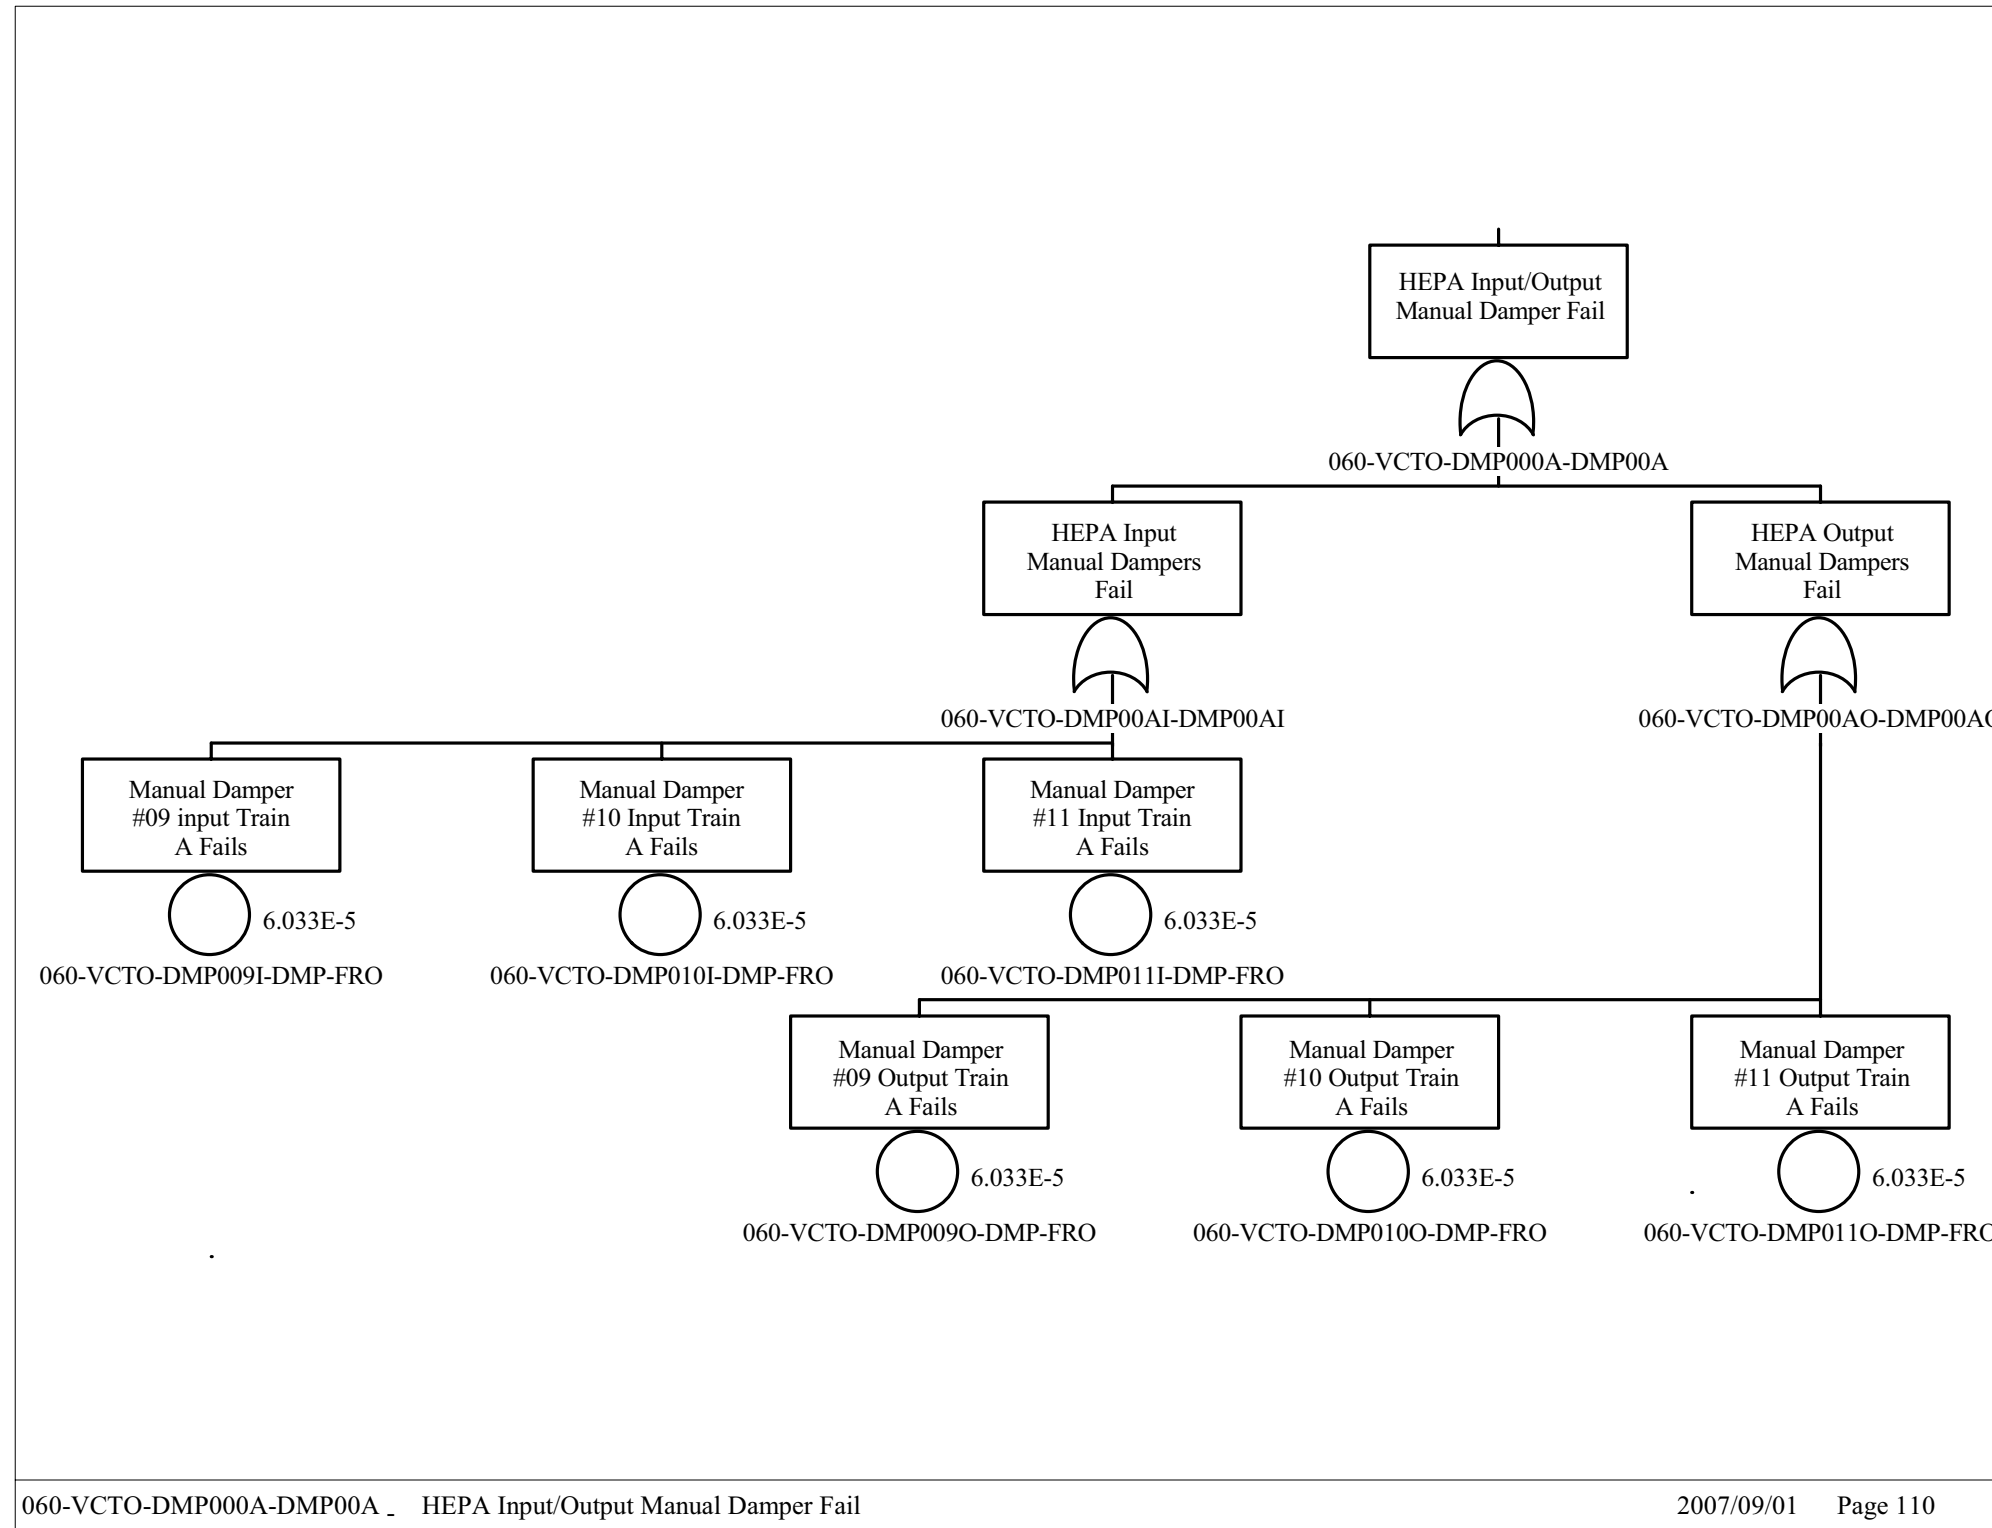 HEPA Input/Output
Manual Damper Fail
060-VCTO-DMP000A-DMP00A
HEPA Input
Manual Dampers
Fail
060-VCTO-DMP00AI-DMP00AI
HEPA Output
Manual Dampers
Fail
060-VCTO-DMP00AO-DMP00AO
Manual Damper
#09 input Train
A Fails
6.033E-5
060-VCTO-DMP009I-DMP-FRO
Manual Damper
#10 Input Train
A Fails
6.033E-5
060-VCTO-DMP010I-DMP-FRO
Manual Damper
#11 Input Train
A Fails
6.033E-5
060-VCTO-DMP011I-DMP-FRO
Manual Damper
#09 Output Train
A Fails
6.033E-5
060-VCTO-DMP009O-DMP-FRO
Manual Damper
#10 Output Train
A Fails
6.033E-5
060-VCTO-DMP010O-DMP-FRO
Manual Damper
#11 Output Train
A Fails
6.033E-5
060-VCTO-DMP011O-DMP-FRO
060-VCTO-DMP000A-DMP00A - HEPA Input/Output Manual Damper Fail 2007/09/01 Page 110